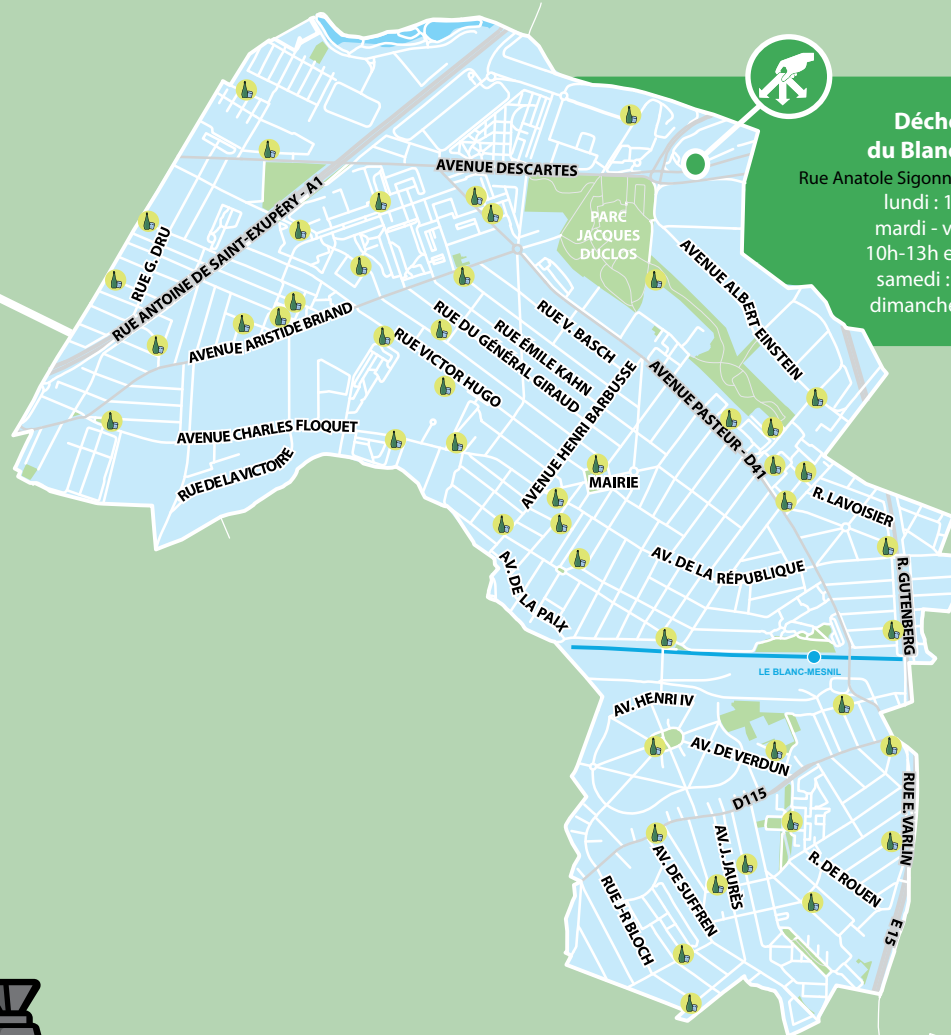 Déche
du Blanc
Rue Anatole Sigonn
lundi : 1
mardi - v
10h-13h e
samedi :
dimanche
AVENUE DESCARTES
PARC
JACQUES
DUCLOS
RUE G. DRU
RUE ANTOINE DE SAINT-EXUPÉRY - A1
AVENUE ALBERT EINSTEIN
AVENUE ARISTIDE BRIAND
RUE V. BASCH
RUE ÉMILE KAHN
RUE DU GÉNÉRAL GIRAUD
RUE VICTOR HUGO
AVENUE HENRI BARBUSSE
AVENUE PASTEUR - D41
AVENUE CHARLES FLOQUET
RUE DE LA VICTOIRE
MAIRIE
R. LAVOISIER
AV. DE LA RÉPUBLIQUE
AV. DE LA PAIX
R. GUTENBERG
LE BLANC-MESNIL
AV. HENRI IV
AV. DE VERDUN
D115
RUE E. VARLIN
AV. J. JAURÈS
AV. DE SUFFREN
R. DE ROUEN
RUE J-R BLOCH
E 15